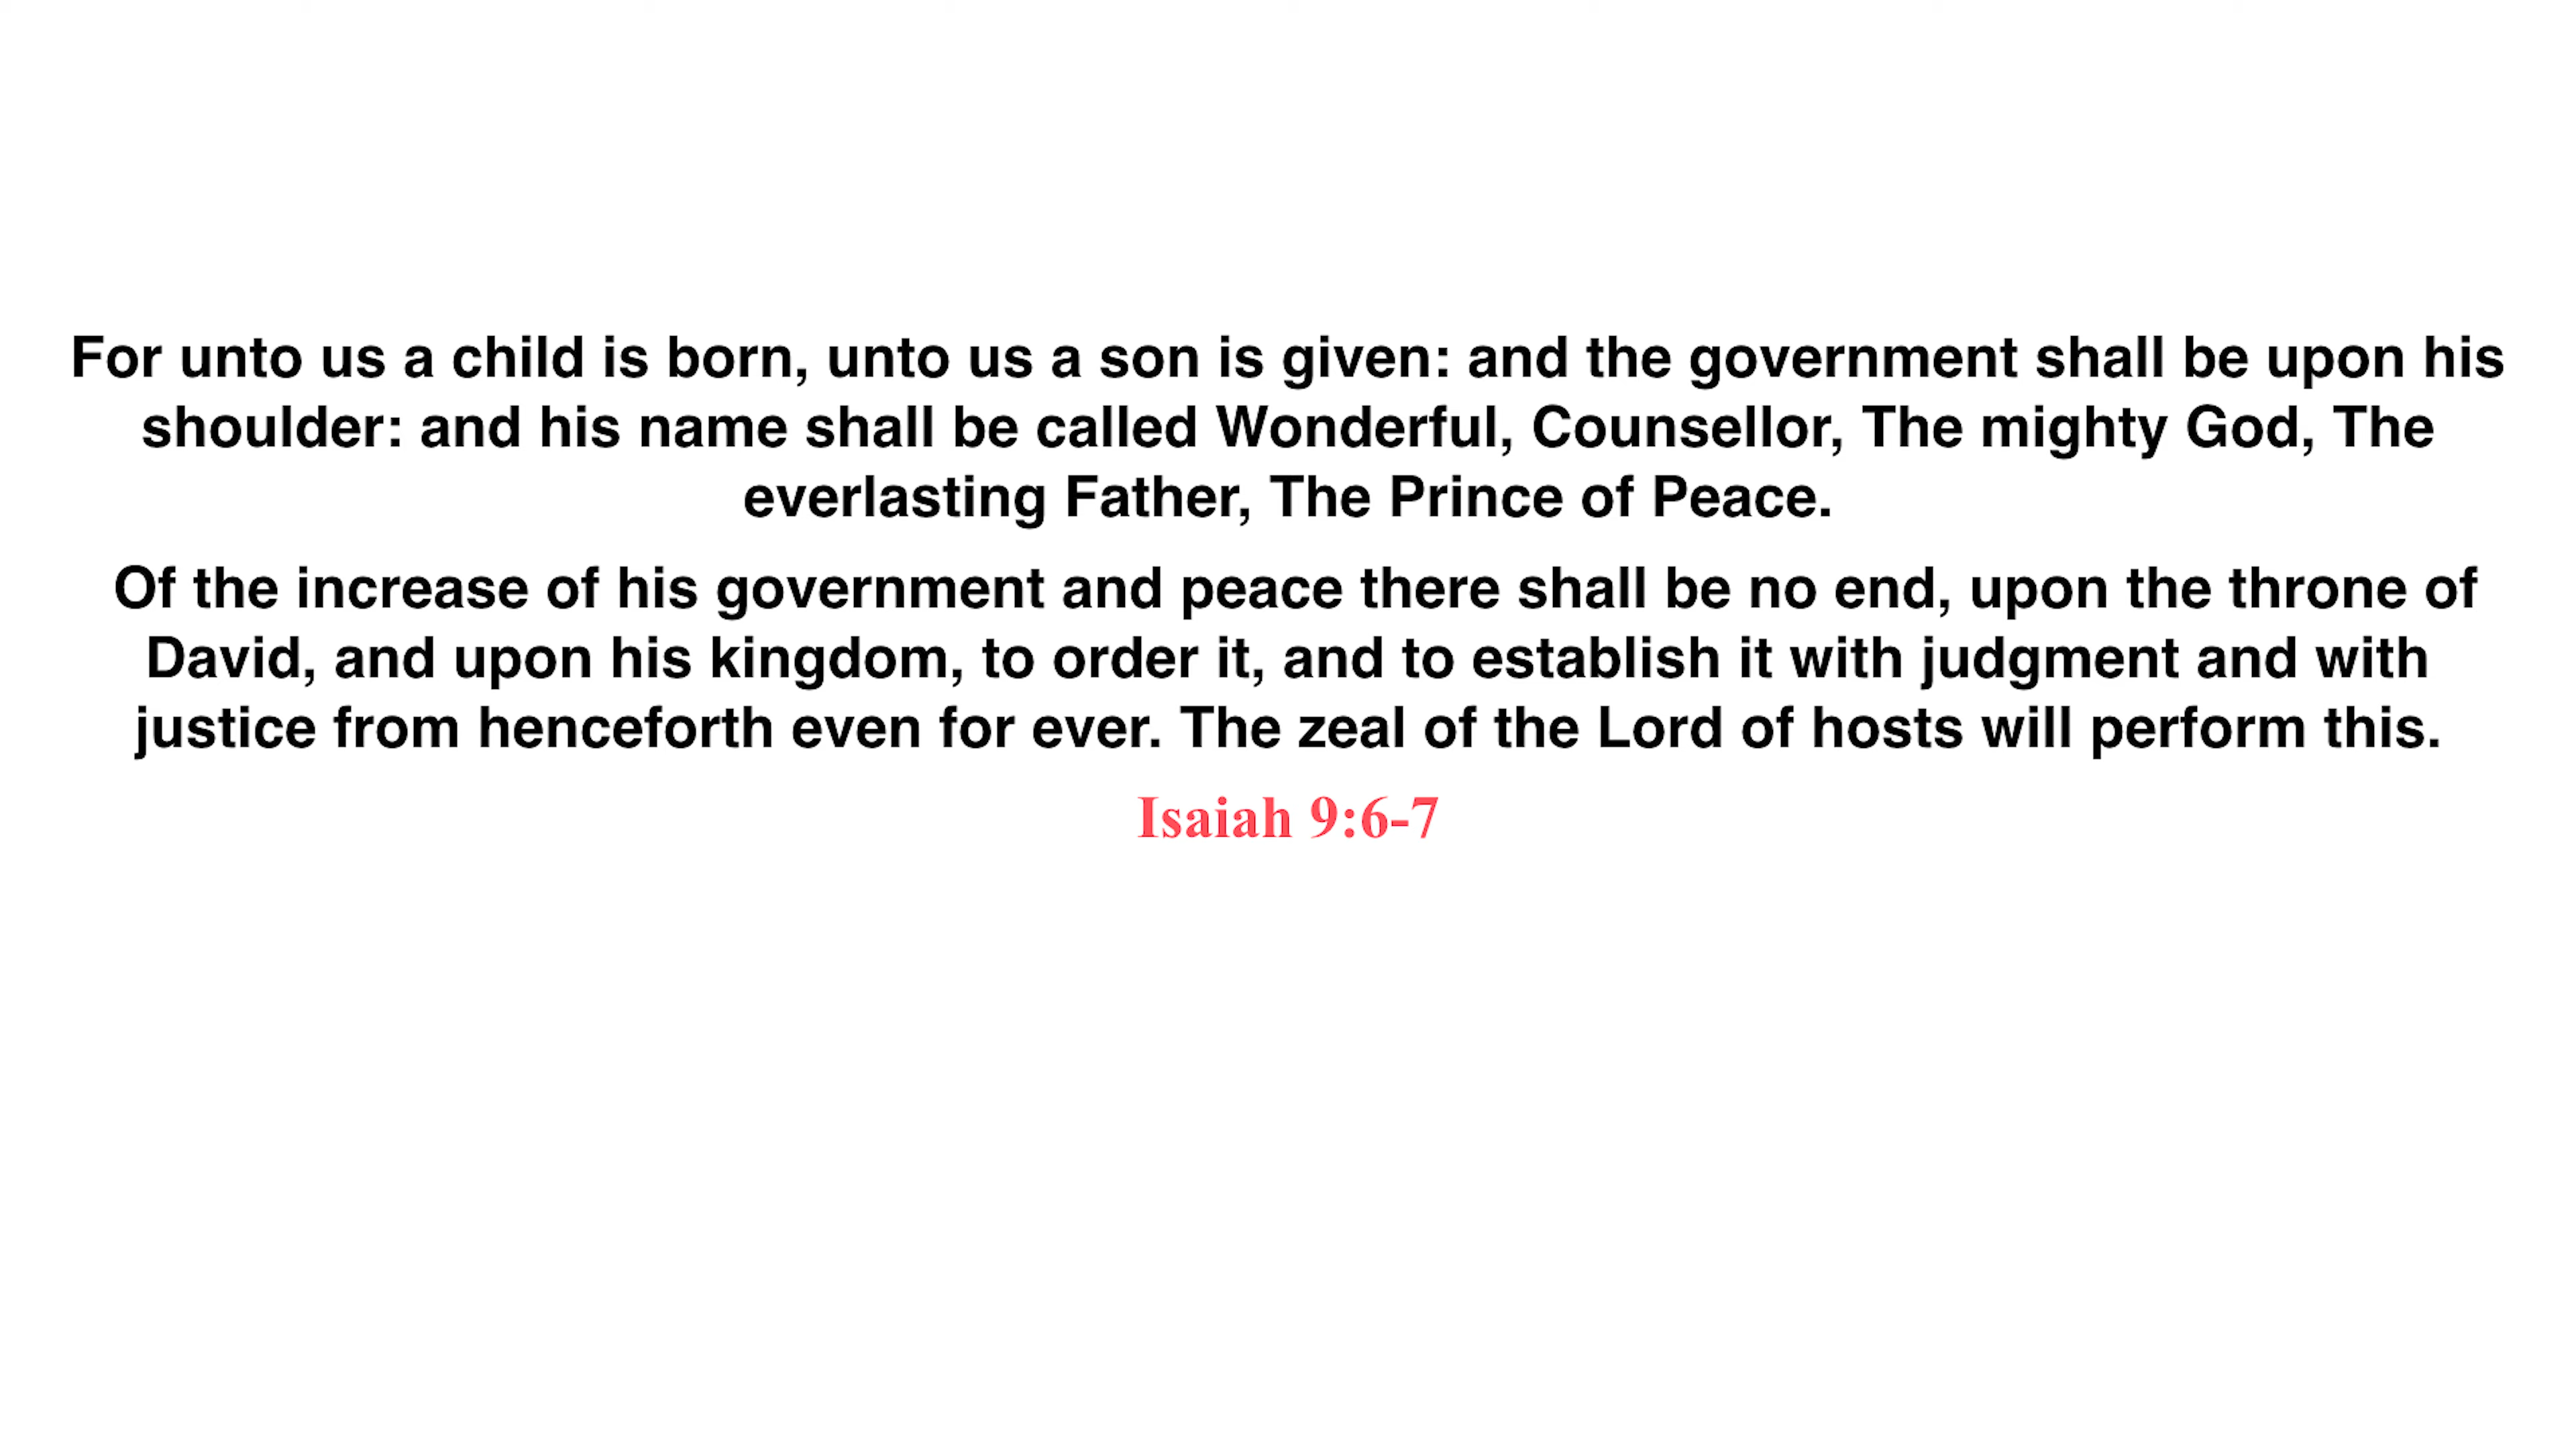 For unto us a child is born, unto us a son is given: and the government shall be upon his
shoulder: and his name shall be called Wonderful, Counsellor, The mighty God, The
everlasting Father, The Prince of Peace.
Of the increase of his government and peace there shall be no end, upon the throne of
David, and upon his kingdom, to order it, and to establish it with judgment and with
justice from henceforth even for ever. The zeal of the Lord of hosts will perform this.
Isaiah 9:6-7